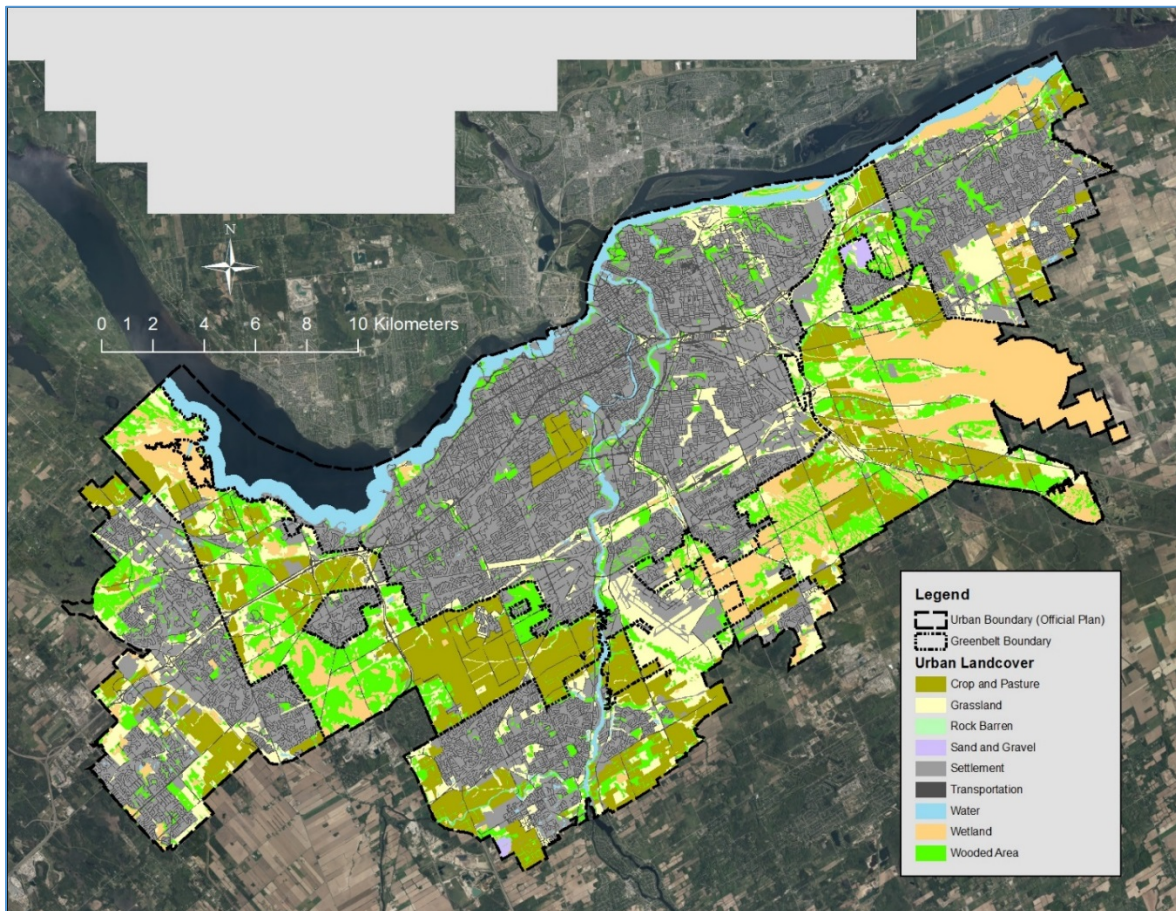 N
0 1 2 4 6 8 10 Kilometers
Legend
Urban Boundary (Official Plan)
Greenbelt Boundary
Urban Landcover
Crop and Pasture
Grassland
Rock Barren
Sand and Gravel
Settlement
Transportation
Water
Wetland
Wooded Area